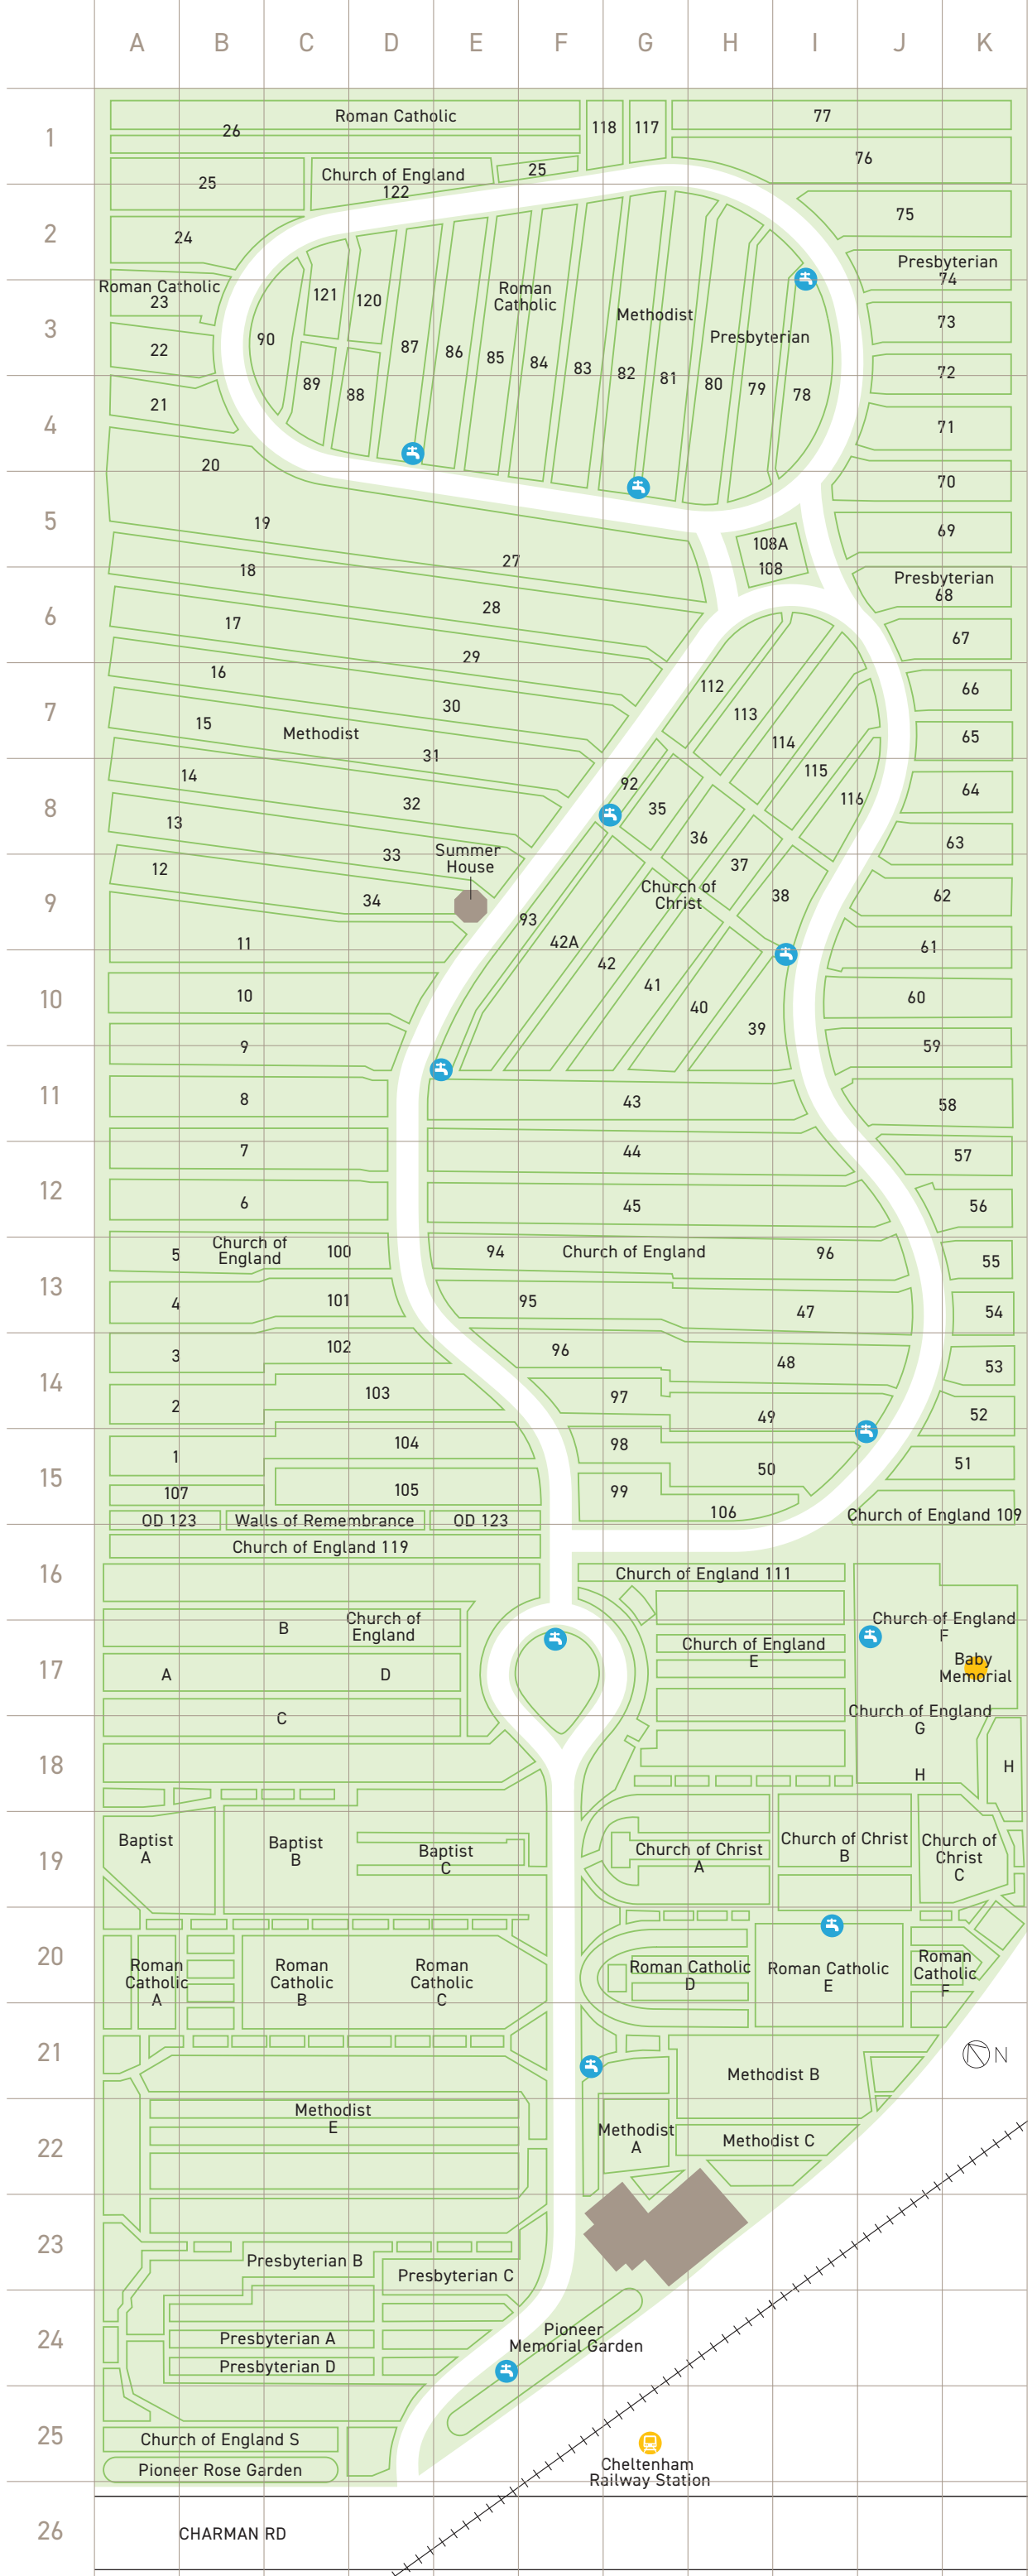 A B C D E F G H I J K
1
Roman Catholic
118 117
77
26
76
25
Church of England
122
25
2
75
24
Presbyterian
74
Roman Catholic
23
121 120
Roman
Catholic
Methodist
Presbyterian
3
73
22
90
87 86 85 84 83 82 81 80 79 78
72
89 88
21
4
71
20
70
5
19
27
108A
108
69
18
Presbyterian
68
6
28
17
67
29
16
112
66
7
30
113
15
Methodist
65
31
114
115
14
92
64
8
32
35
116
13
36
63
33
Summer
House
37
12
Church of
Christ
38
62
9
34
93
11
42A
61
42
41
10
10
40
60
39
9
59
11
8
43
58
7
44
57
12
6
45
56
5
Church of
England
100
94
Church of England
96
55
13
4
101
95
47
54
3
102
96
48
53
14
103
97
2
49
52
104
98
1
50
51
15
107
105
99
106
Church of England 109
OD 123
Walls of Remembrance
OD 123
Church of England 119
16
Church of England 111
B
Church of
England
Church of England
F
Church of England
E
17
A
D
Baby
Memorial
C
Church of England
G
18
H
H
Baptist
A
Baptist
B
Baptist
C
Church of Christ
A
Church of Christ
B
Church of
Christ
C
19
20
Roman
Catholic
A
Roman
Catholic
B
Roman
Catholic
C
Roman Catholic
D
Roman Catholic
E
Roman
Catholic
F
21
N
Methodist B
Methodist
E
Methodist
A
Methodist C
22
23
Presbyterian B
Presbyterian C
24
Presbyterian A
Pioneer
Memorial Garden
Presbyterian D
25
Church of England S
Pioneer Rose Garden
Cheltenham
Railway Station
26
CHARMAN RD